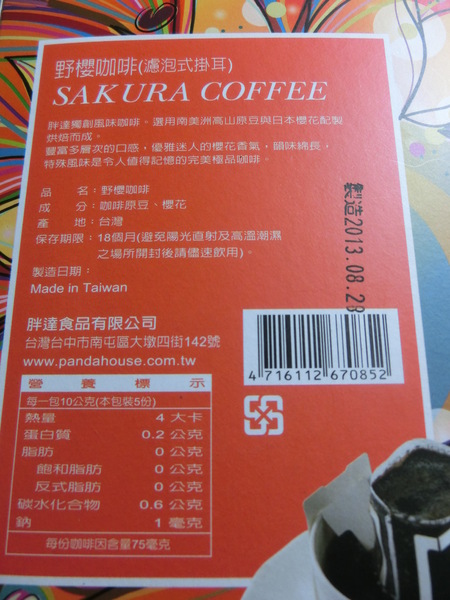 野櫻咖啡(濾泡式掛耳)
SAKURA COFFEE
胖達獨創風味咖啡。選用南美洲高山原豆與日本櫻花配製
烘焙而成。
豐富多層次的口感，優雅迷人的櫻花香氣，韻味綿長，
特殊風味是令人值得記憶的完美極品咖啡。
品　名：野櫻咖啡
成　分：咖啡原豆、櫻花
產　地：台灣
保存期限：18個月(避免陽光直射及高溫潮濕
之場所開封後請儘速飲用)。
製造日期：
Made in Taiwan
製造2013.08.28
胖達食品有限公司
台灣台中市南屯區大墩四街142號
www.pandahouse.com.tw
4 716112 670852
營養標示
每一包10公克(本包裝5份)
熱量 4 大卡
蛋白質 0.2 公克
脂肪 0 公克
飽和脂肪 0 公克
反式脂肪 0 公克
碳水化合物 0.6 公克
鈉 1 毫克
每份咖啡因含量75毫克